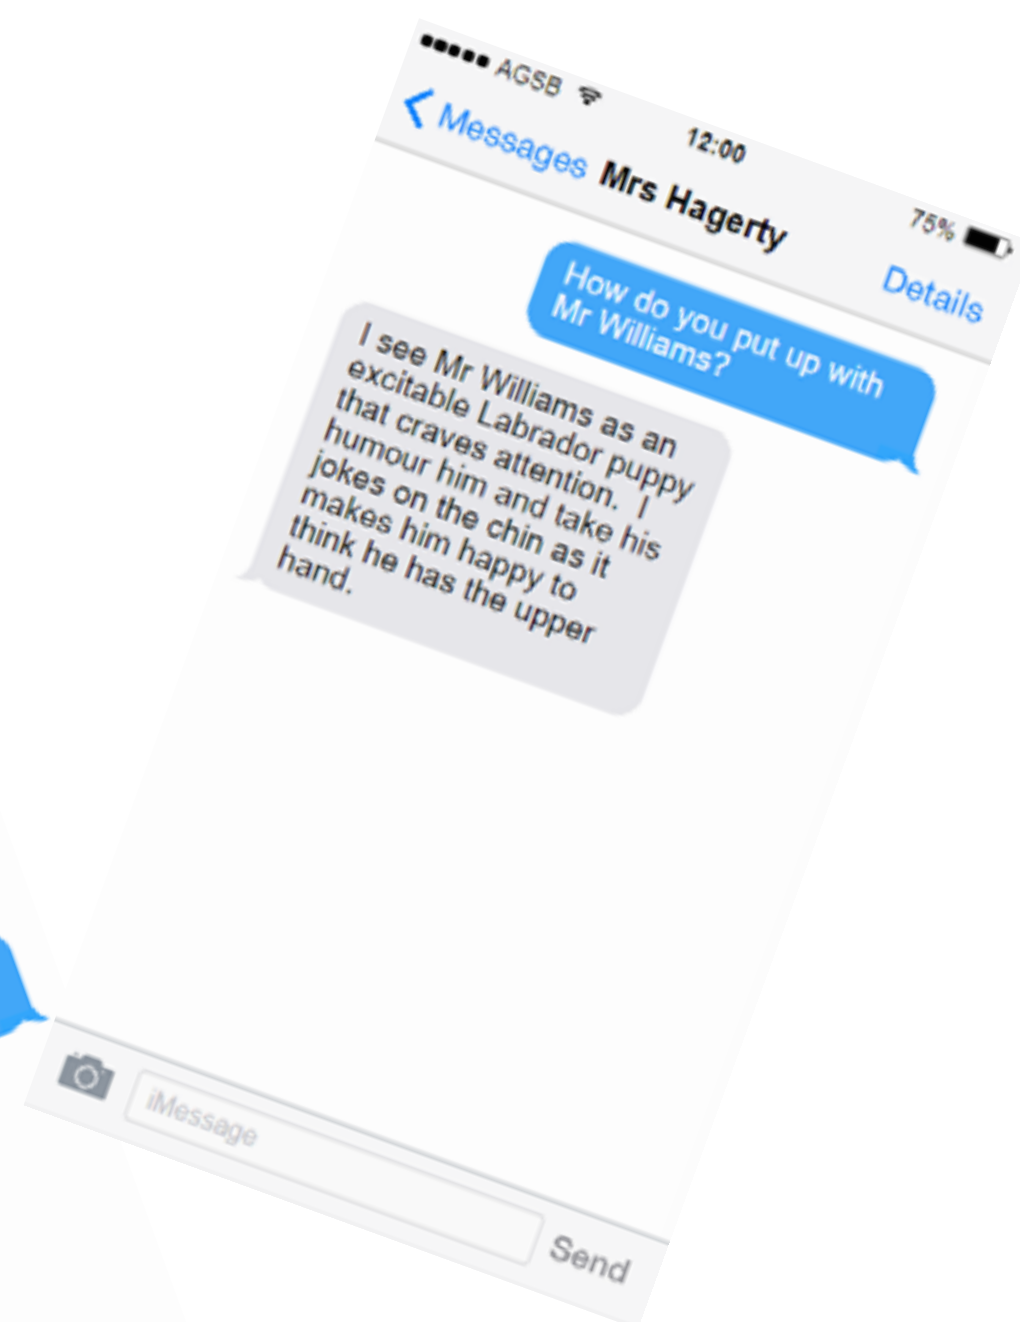 AGSB
12:00
75%
Messages
Mrs Hagerty
Details
How do you put up with
Mr Williams?
I see Mr Williams as an
excitable Labrador puppy
that craves attention.  I
humour him and take his
jokes on the chin as it
makes him happy to
think he has the upper
hand.
iMessage
Send